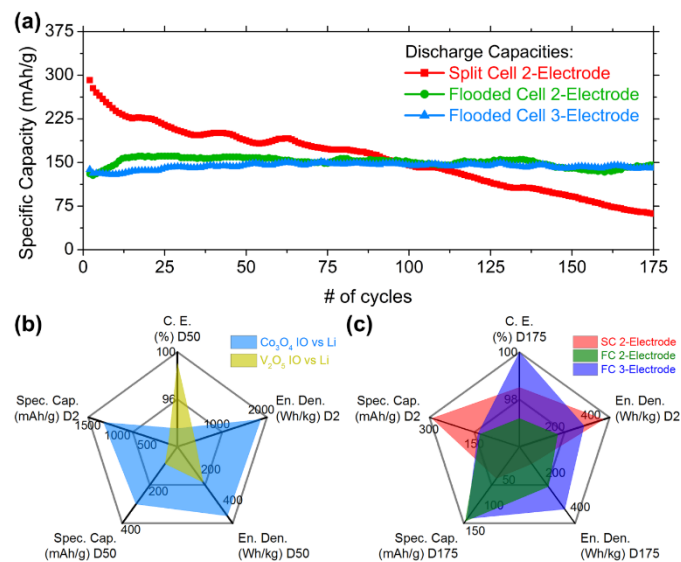 (a)
375
300
225
150
75
0
Specific Capacity (mAh/g)
Discharge Capacities:
Split Cell 2-Electrode
Flooded Cell 2-Electrode
Flooded Cell 3-Electrode
0 25 50 75 100 125 150 175
# of cycles
(b)
C. E.
(%) D50
100
96
Co₃O₄ IO vs Li
V₂O₅ IO vs Li
Spec. Cap.
(mAh/g) D2
1500
1000
500
En. Den.
(Wh/kg) D2
2000
1000
200
400
Spec. Cap.
(mAh/g) D50
200
400
En. Den.
(Wh/kg) D50
(c)
C. E.
(%) D175
100
98
SC 2-Electrode
FC 2-Electrode
FC 3-Electrode
Spec. Cap.
(mAh/g) D2
300
150
En. Den.
(Wh/kg) D2
400
200
50
150
Spec. Cap.
(mAh/g) D175
200
400
En. Den.
(Wh/kg) D175